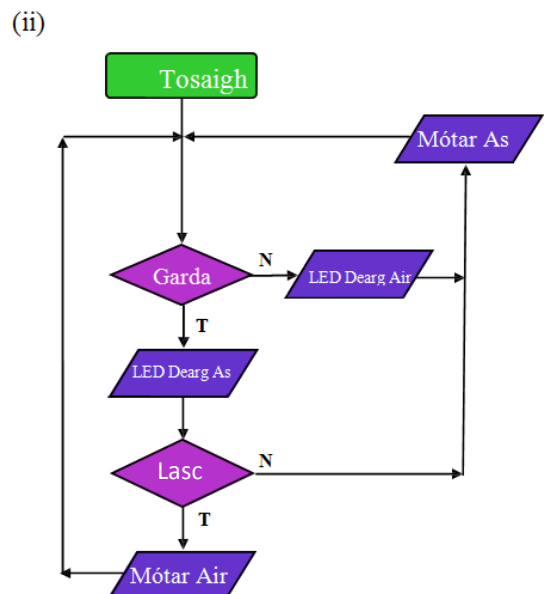 (ii)
Tosaigh
Mótar As
Garda
N
LED Dearg Air
T
LED Dearg As
Lasc
N
T
Mótar Air